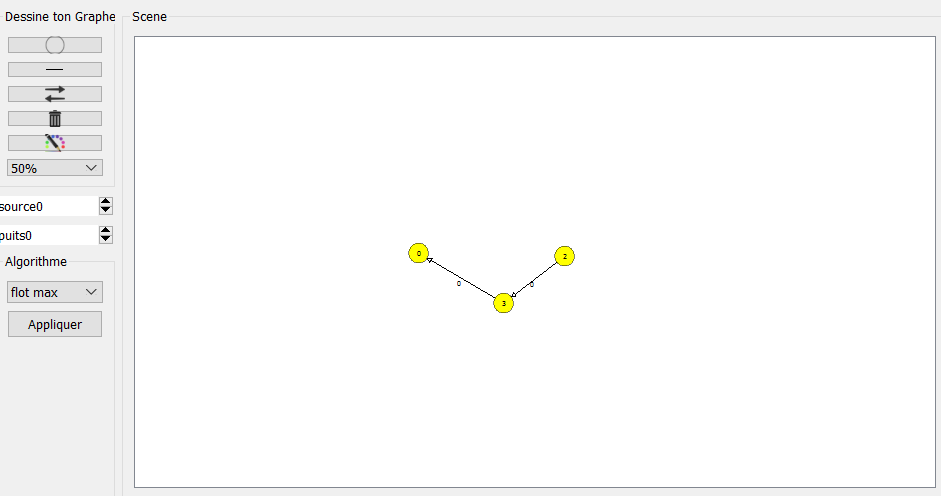 Dessine ton Graphe
Scene
50%
source0
puits0
Algorithme
flot max
Appliquer
0
2
0
0
3